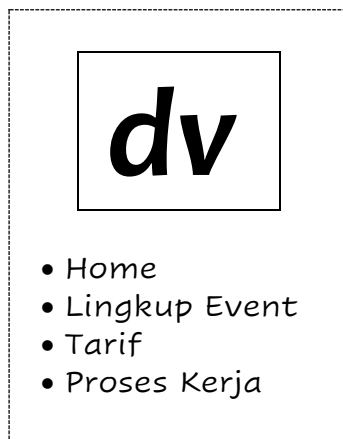 dv
• Home
• Lingkup Event
• Tarif
• Proses Kerja